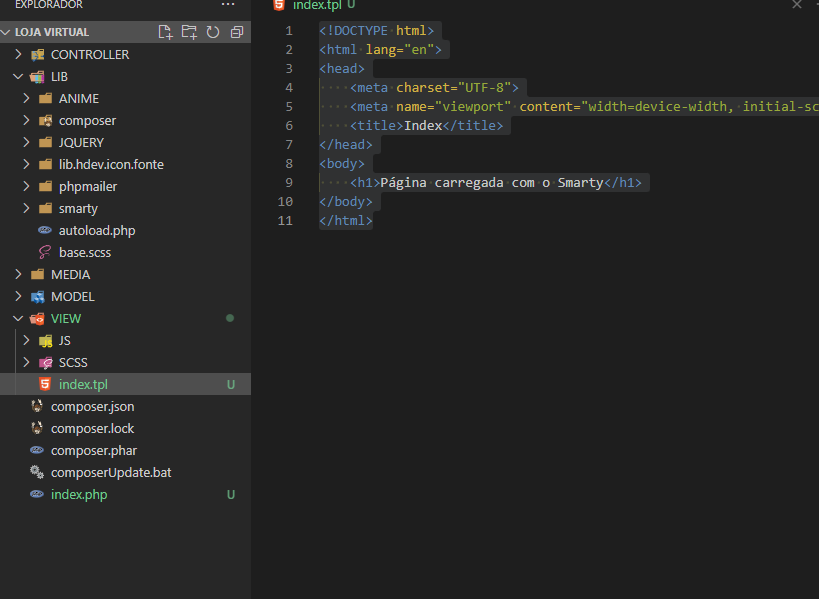 EXPLORADOR ...
LOJA VIRTUAL
CONTROLLER
LIB
ANIME
composer
JQUERY
lib.hdev.icon.fonte
phpmailer
smarty
autoload.php
base.scss
MEDIA
MODEL
VIEW
JS
SCSS
index.tpl U
composer.json
composer.lock
composer.phar
composerUpdate.bat
index.php U
index.tpl U
1 <!DOCTYPE html>
2 <html lang="en">
3 <head>
4 ····<meta charset="UTF-8">
5 ····<meta name="viewport" content="width=device-width, initial-sc
6 ····<title>Index</title>
7 </head>
8 <body>
9 ····<h1>Página carregada com o Smarty</h1>
10 </body>
11 </html>